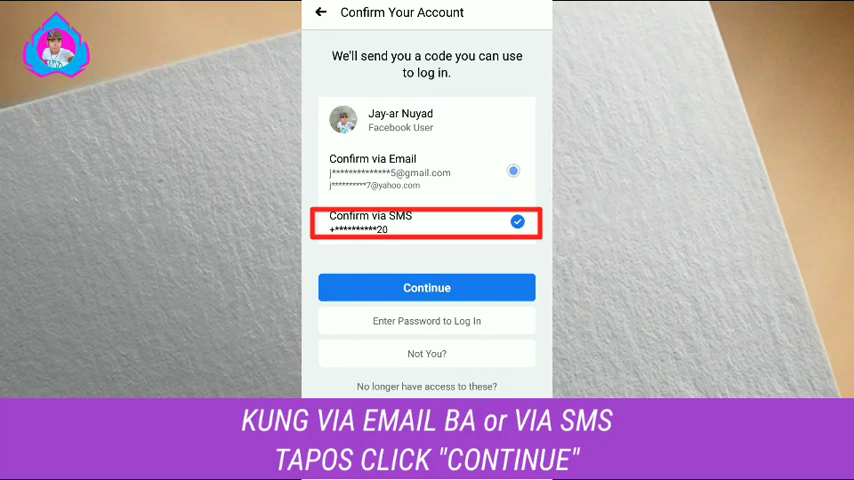 Confirm Your Account
We'll send you a code you can use
to log in.
Jay-ar Nuyad
Facebook User
Confirm via Email
j**************5@gmail.com
j**********7@yahoo.com
Confirm via SMS
+**********20
Continue
Enter Password to Log In
Not You?
No longer have access to these?
KUNG VIA EMAIL BA or VIA SMS
TAPOS CLICK "CONTINUE"